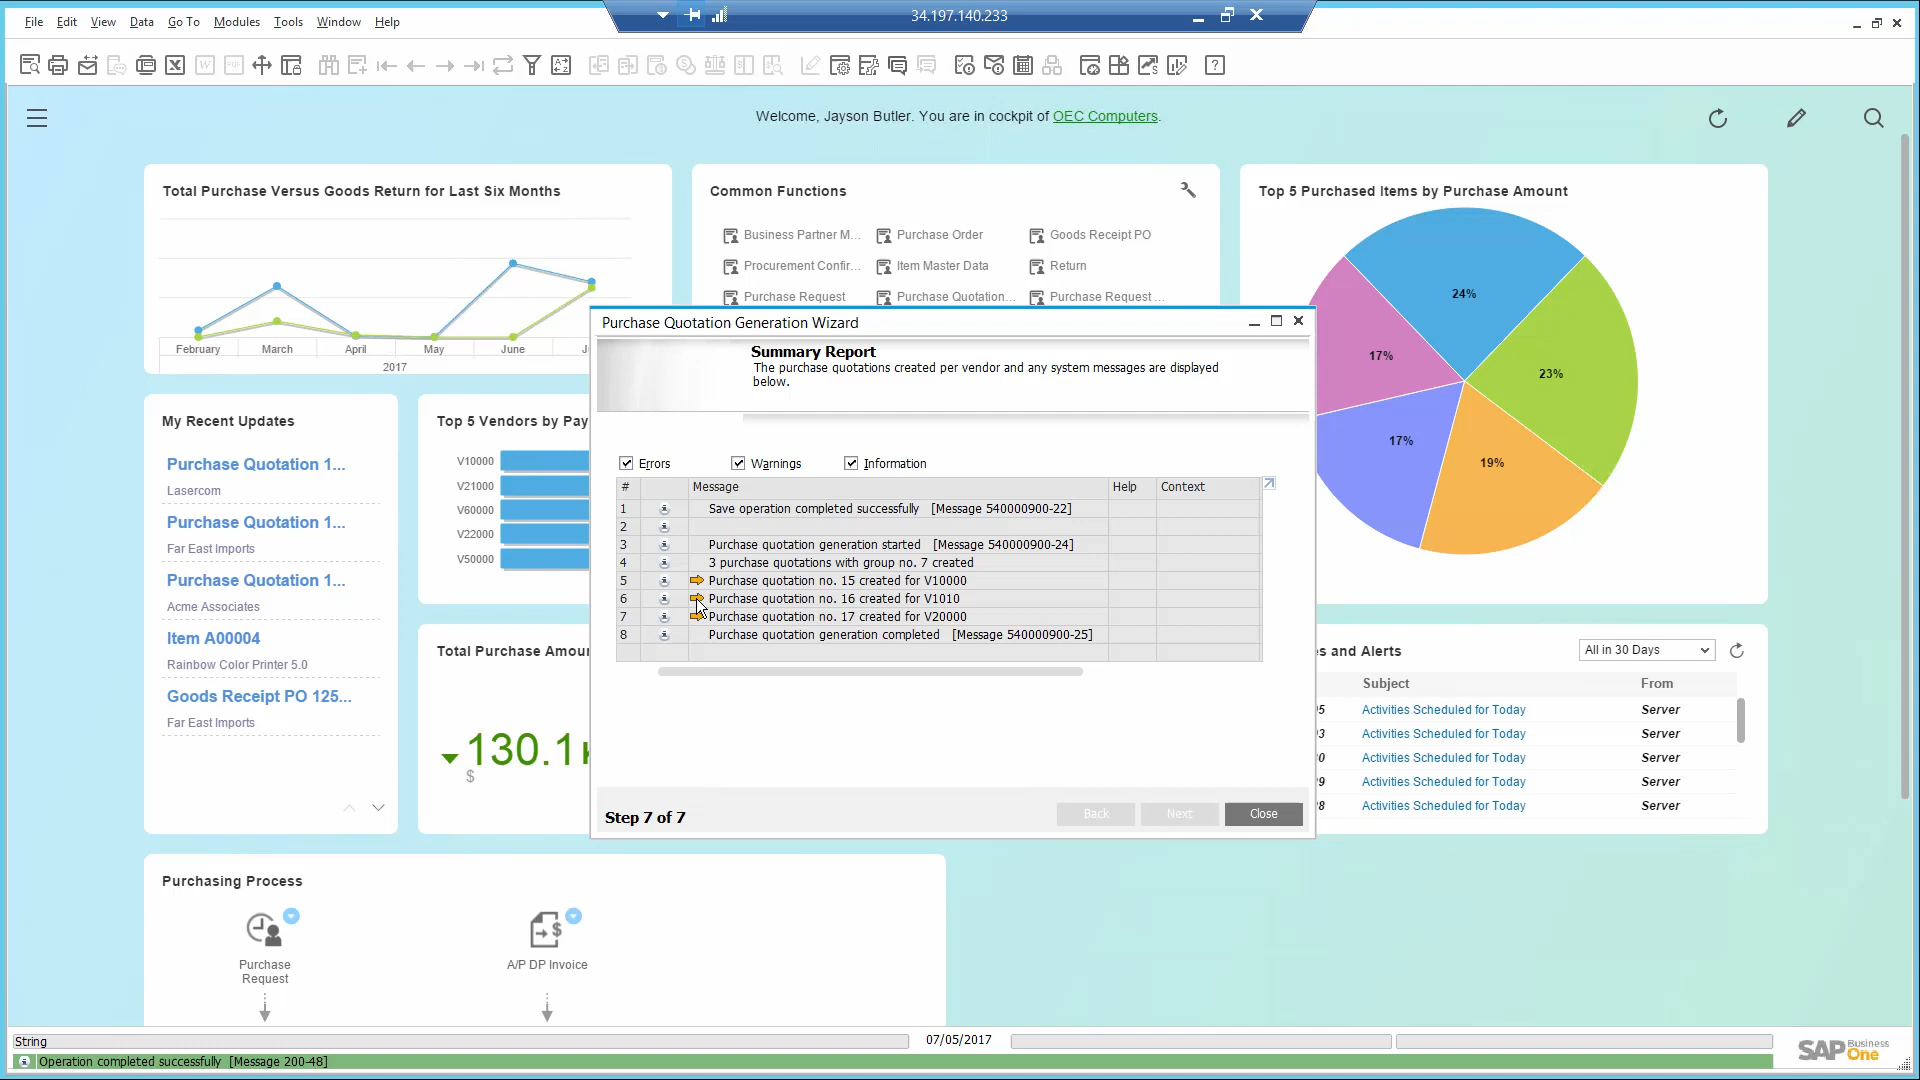 34.197.140.233
File Edit View Data Go To Modules Tools Window Help
Welcome, Jayson Butler. You are in cockpit of OEC Computers.
Total Purchase Versus Goods Return for Last Six Months
February March April May June
2017
Common Functions
Business Partner M... Purchase Order Goods Receipt PO
Procurement Confir... Item Master Data Return
Purchase Request Purchase Quotation... Purchase Request ...
Top 5 Purchased Items by Purchase Amount
24%
23%
19%
17%
17%
My Recent Updates
Purchase Quotation 1...
Lasercom
Purchase Quotation 1...
Far East Imports
Purchase Quotation 1...
Acme Associates
Item A00004
Rainbow Color Printer 5.0
Goods Receipt PO 125...
Far East Imports
Top 5 Vendors by Pay
V10000
V21000
V60000
V22000
V50000
Total Purchase Amou
130.1
$
Purchase Quotation Generation Wizard
Summary Report
The purchase quotations created per vendor and any system messages are displayed
below.
Errors Warnings Information
# Message Help Context
1 Save operation completed successfully [Message 540000900-22]
2
3 Purchase quotation generation started [Message 540000900-24]
4 3 purchase quotations with group no. 7 created
5 Purchase quotation no. 15 created for V10000
6 Purchase quotation no. 16 created for V1010
7 Purchase quotation no. 17 created for V20000
8 Purchase quotation generation completed [Message 540000900-25]
Step 7 of 7
Back Next Close
s and Alerts
All in 30 Days
Subject From
5 Activities Scheduled for Today Server
3 Activities Scheduled for Today Server
0 Activities Scheduled for Today Server
9 Activities Scheduled for Today Server
8 Activities Scheduled for Today Server
Purchasing Process
Purchase
Request
A/P DP Invoice
String
07/05/2017
Operation completed successfully [Message 200-48]
SAP Business
One